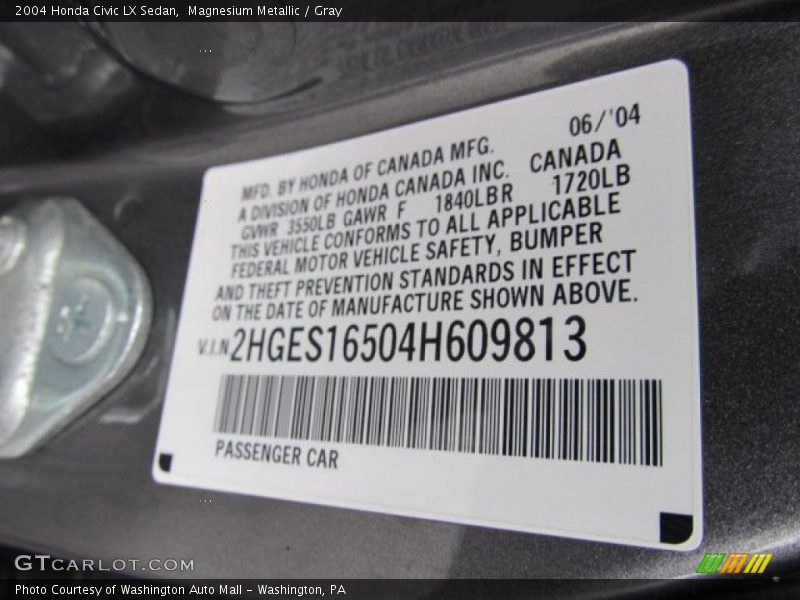 2004 Honda Civic LX Sedan, Magnesium Metallic / Gray
06/'04
MFD. BY HONDA OF CANADA MFG.
A DIVISION OF HONDA CANADA INC. CANADA
GVWR 3550LB GAWR F 1840LB R 1720LB
THIS VEHICLE CONFORMS TO ALL APPLICABLE
FEDERAL MOTOR VEHICLE SAFETY, BUMPER
AND THEFT PREVENTION STANDARDS IN EFFECT
ON THE DATE OF MANUFACTURE SHOWN ABOVE.
V.I.N. 2HGES16504H609813
PASSENGER CAR
GTCARLOT.COM
Photo Courtesy of Washington Auto Mall - Washington, PA